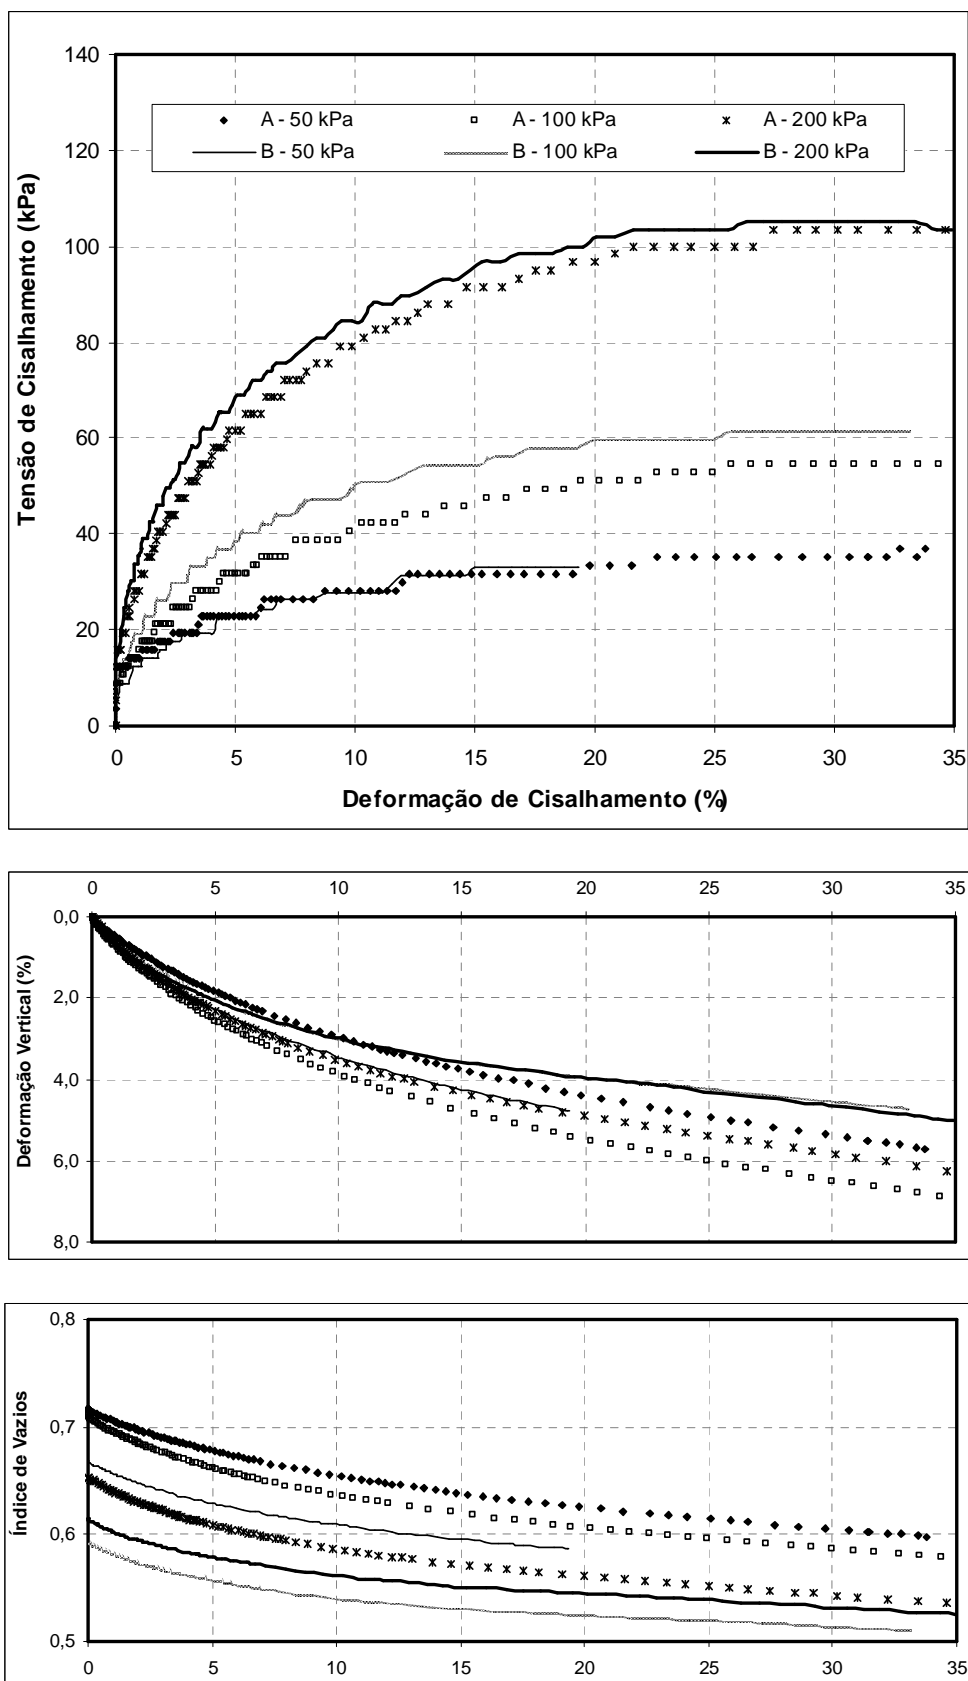 140
120
100
80
60
40
20
0
Tensão de Cisalhamento (kPa)
A - 50 kPa
A - 100 kPa
A - 200 kPa
B - 50 kPa
B - 100 kPa
B - 200 kPa
0 5 10 15 20 25 30 35
Deformação de Cisalhamento (%)
0 5 10 15 20 25 30 35
0,0
2,0
4,0
6,0
8,0
Deformação Vertical (%)
0,8
0,7
0,6
0,5
Índice de Vazios
0 5 10 15 20 25 30 35